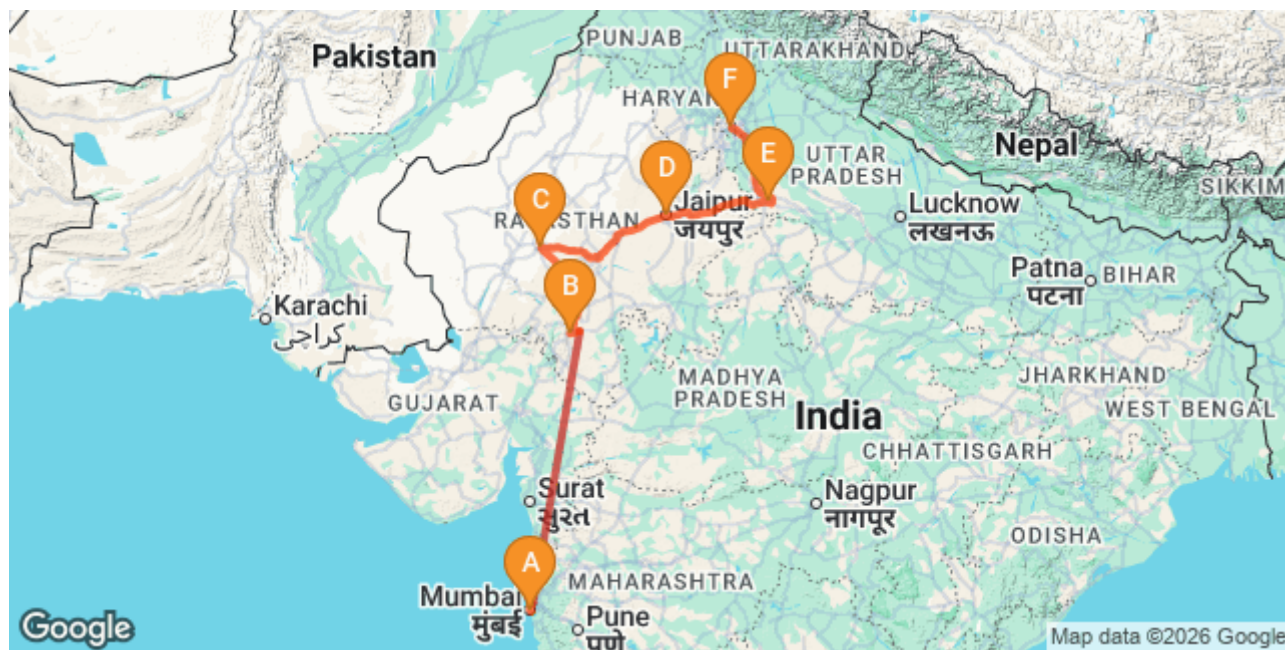 PUNJAB
UTTARAKHAND
Pakistan
F
HARYAN
Nepal
E
UTTAR
PRADESH
D
SIKKIM
C
Jaipur
जयपुर
RAJASTHAN
Lucknow
लखनऊ
B
Patna
पटना
BIHAR
Karachi
کراچی
MADHYA
PRADESH
JHARKHAND
GUJARAT
India
WEST BENGAL
CHHATTISGARH
Surat
સુરત
Nagpur
नागपूर
ODISHA
A
Mumbai
मुंबई
MAHARASHTRA
Pune
पुणे
Google
Map data ©2026 Google